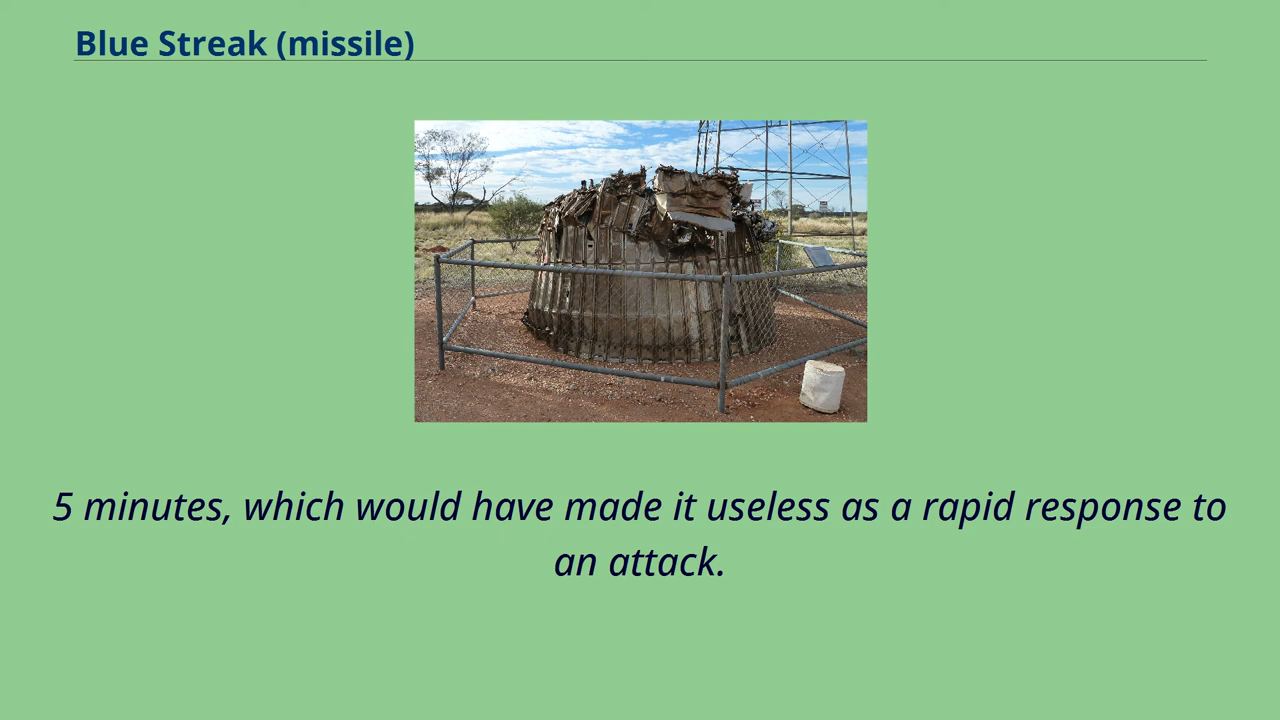 Blue Streak (missile)
5 minutes, which would have made it useless as a rapid response to
an attack.